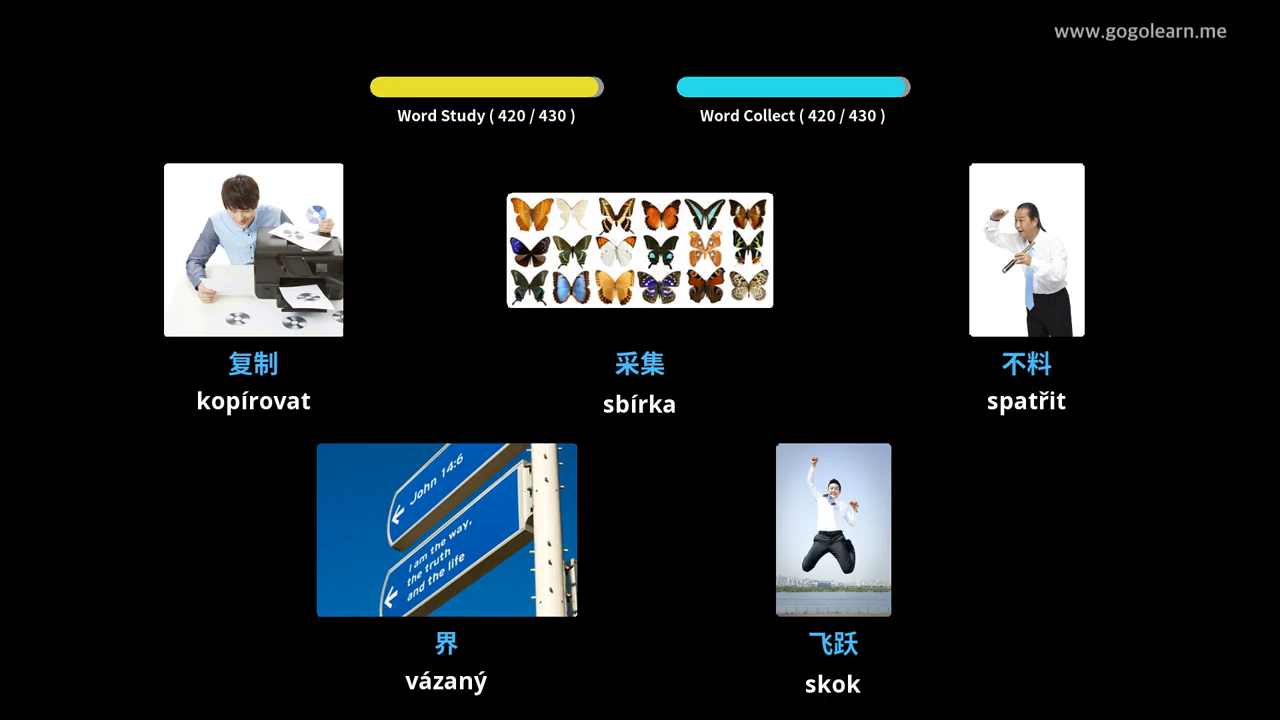 www.gogolearn.me
Word Study ( 420 / 430 )
Word Collect ( 420 / 430 )
复制
kopírovat
采集
sbírka
不料
spatřit
John 14:6
I am the way,
the truth
and the life
界
vázaný
飞跃
skok